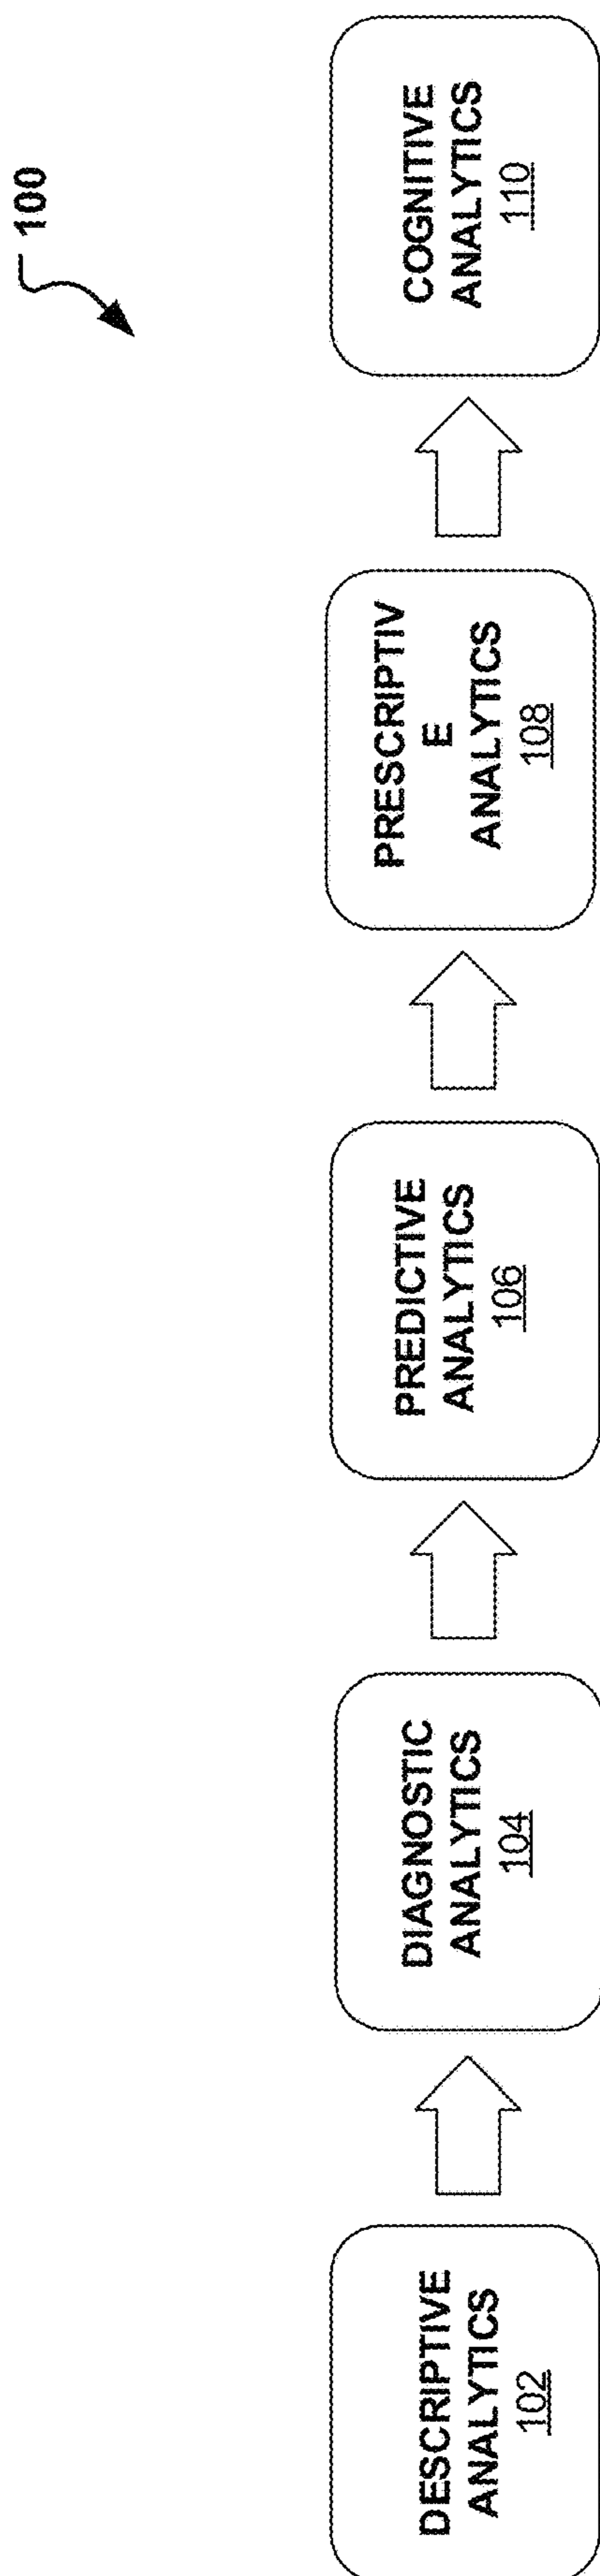 100
DESCRIPTIVE
ANALYTICS
102
DIAGNOSTIC
ANALYTICS
104
PREDICTIVE
ANALYTICS
106
PRESCRIPTIV
E
ANALYTICS
108
COGNITIVE
ANALYTICS
110